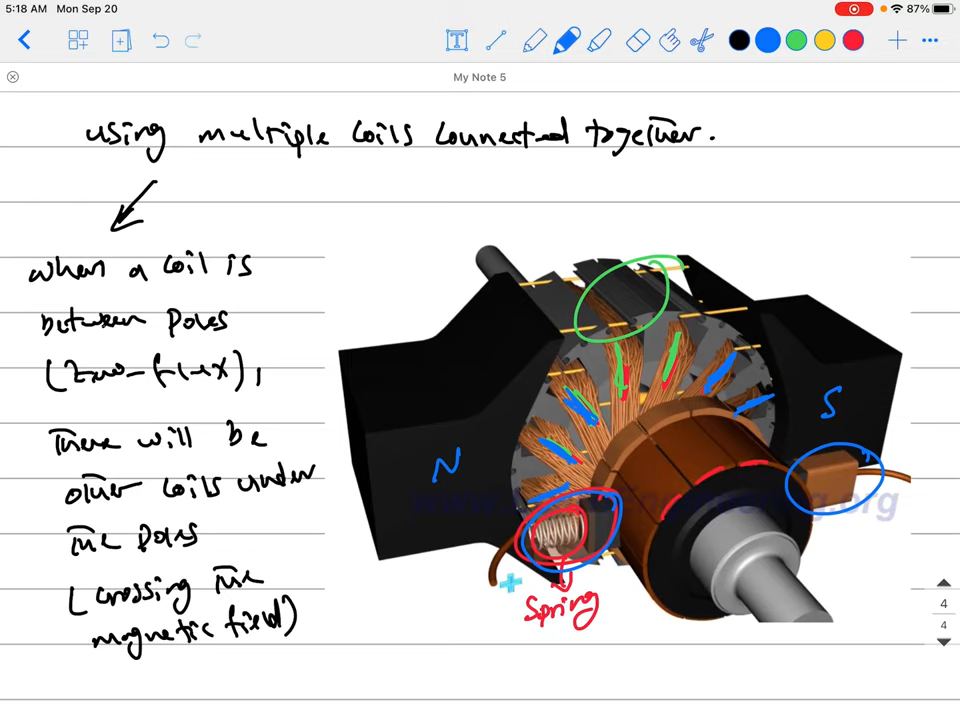 5:18 AM Mon Sep 20
87%
My Note 5
using multiple coils connected together.
when a coil is
between poles
(Zero-flux),
There will be
other coils under
The poles
(crossing The
magnetic field)
N
S
Spring
4
4